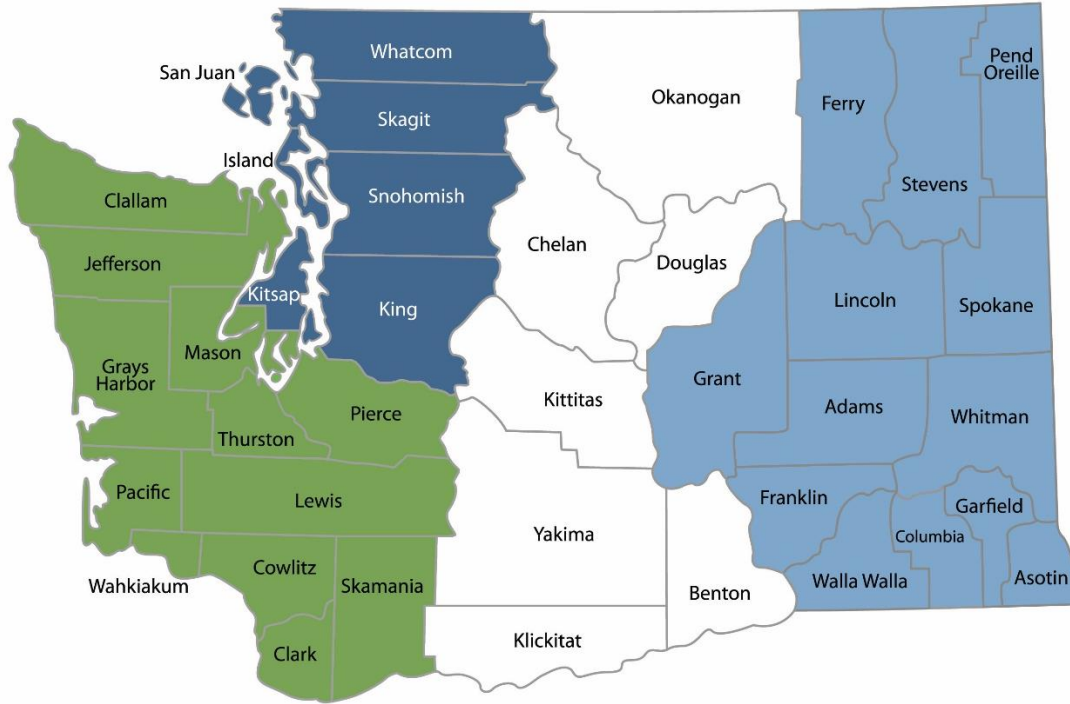 Whatcom
San Juan
Pend
Oreille
Okanogan
Ferry
Skagit
Island
Stevens
Clallam
Snohomish
Chelan
Douglas
Jefferson
Kitsap
King
Lincoln
Spokane
Mason
Grays
Harbor
Grant
Kittitas
Adams
Whitman
Pierce
Thurston
Pacific
Lewis
Franklin
Garfield
Yakima
Columbia
Wahkiakum
Cowlitz
Skamania
Walla Walla
Asotin
Benton
Klickitat
Clark